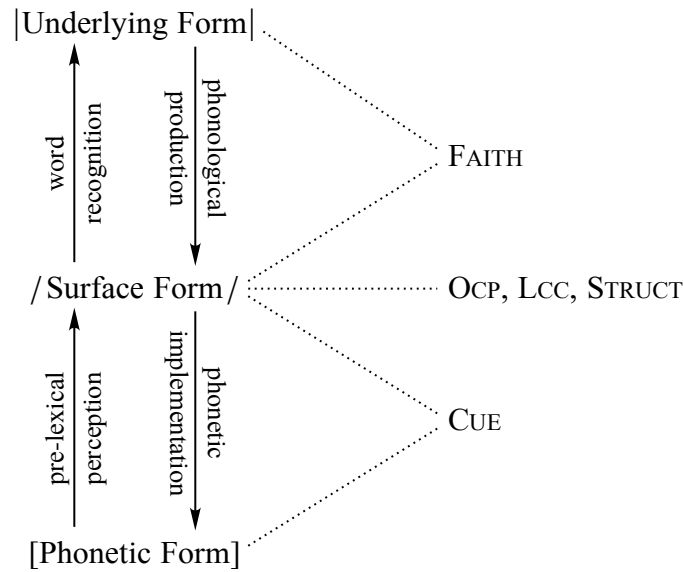 |Underlying Form|
word
recognition
phonological
production
FAITH
/Surface Form/
OCP, LCC, STRUCT
pre-lexical
perception
phonetic
implementation
CUE
[Phonetic Form]